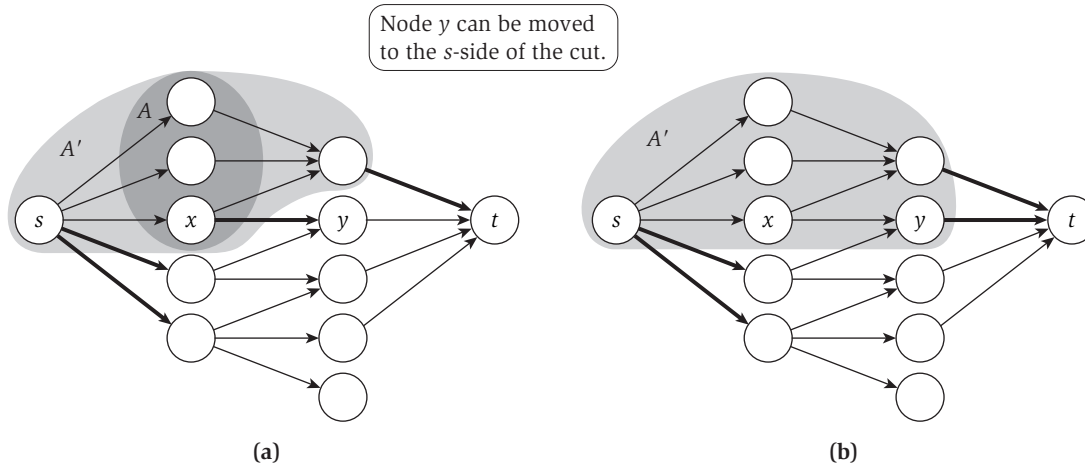 Node y can be moved
to the s-side of the cut.
A
A′
s
x
y
t
(a)
A′
s
x
y
t
(b)